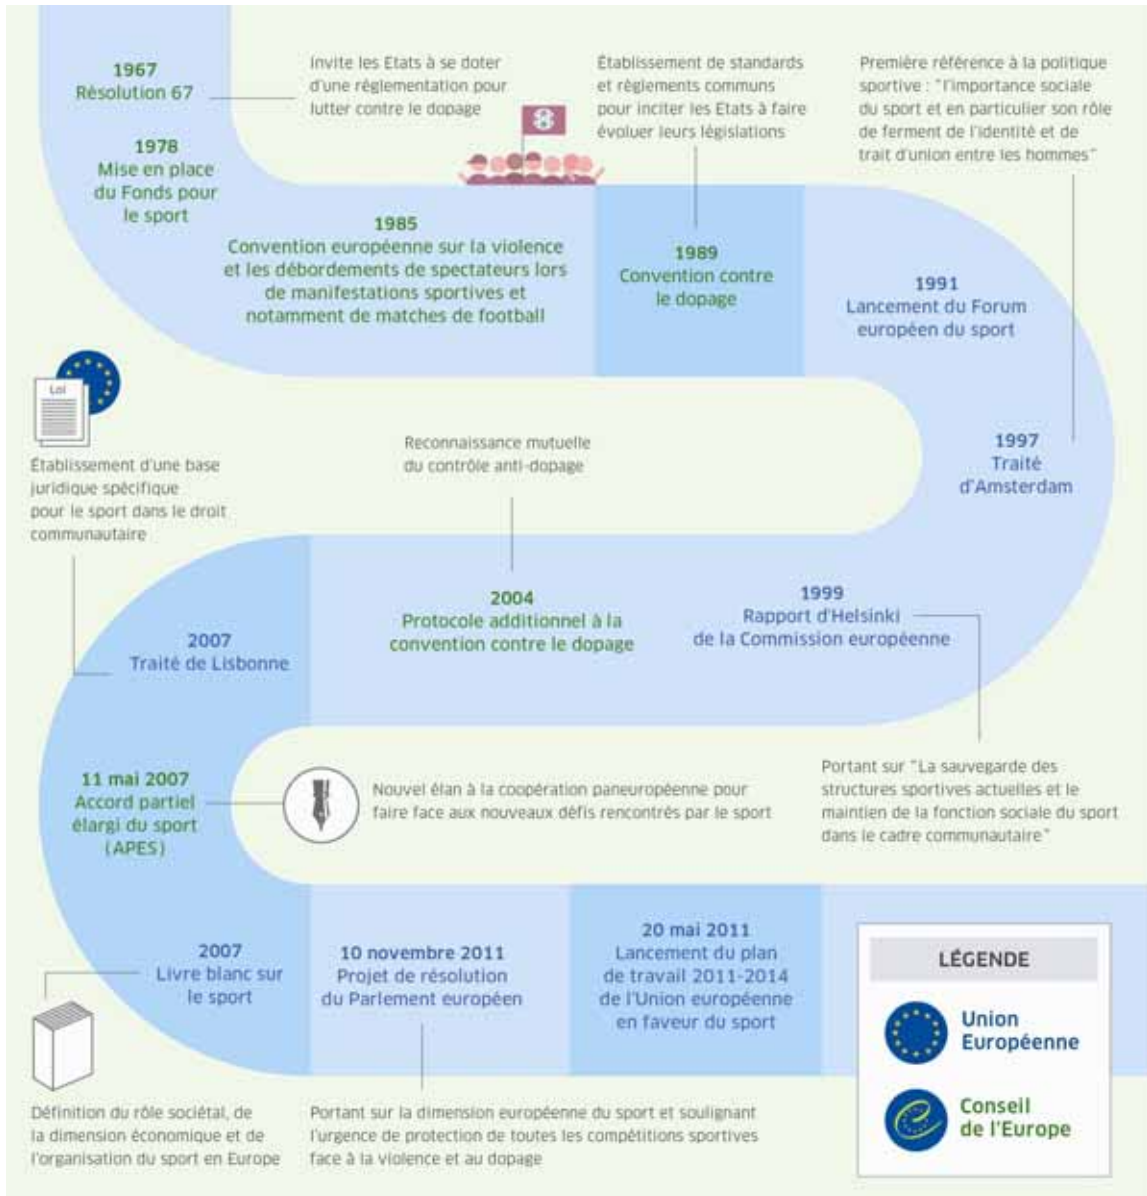 1967
Résolution 67
Invite les Etats à se doter
d'une règlementation pour
lutter contre le dopage
Établissement de standards
et règlements communs
pour inciter les Etats à faire
évoluer leurs législations
Première référence à la politique
sportive : "l'importance sociale
du sport et en particulier son rôle
de ferment de l'identité et de
trait d'union entre les hommes"
1978
Mise en place
du Fonds pour
le sport
1985
Convention européenne sur la violence
et les débordements de spectateurs lors
de manifestations sportives et
notamment de matches de football
1989
Convention contre
le dopage
1991
Lancement du Forum
européen du sport
Loi
Établissement d'une base
juridique spécifique
pour le sport dans le droit
communautaire
Reconnaissance mutuelle
du contrôle anti-dopage
1997
Traité
d'Amsterdam
1999
Rapport d'Helsinki
de la Commission européenne
2004
Protocole additionnel à la
convention contre le dopage
2007
Traité de Lisbonne
Portant sur "La sauvegarde des
structures sportives actuelles et le
maintien de la fonction sociale du sport
dans le cadre communautaire"
11 mai 2007
Accord partiel
élargi du sport
(APES)
Nouvel élan à la coopération paneuropéenne pour
faire face aux nouveaux défis rencontrés par le sport
2007
Livre blanc sur
le sport
10 novembre 2011
Projet de résolution
du Parlement européen
20 mai 2011
Lancement du plan
de travail 2011-2014
de l'Union européenne
en faveur du sport
Définition du rôle sociétal, de
la dimension économique et de
l'organisation du sport en Europe
Portant sur la dimension européenne du sport et soulignant
l'urgence de protection de toutes les compétitions sportives
face à la violence et au dopage
LÉGENDE
Union
Européenne
Conseil
de l'Europe